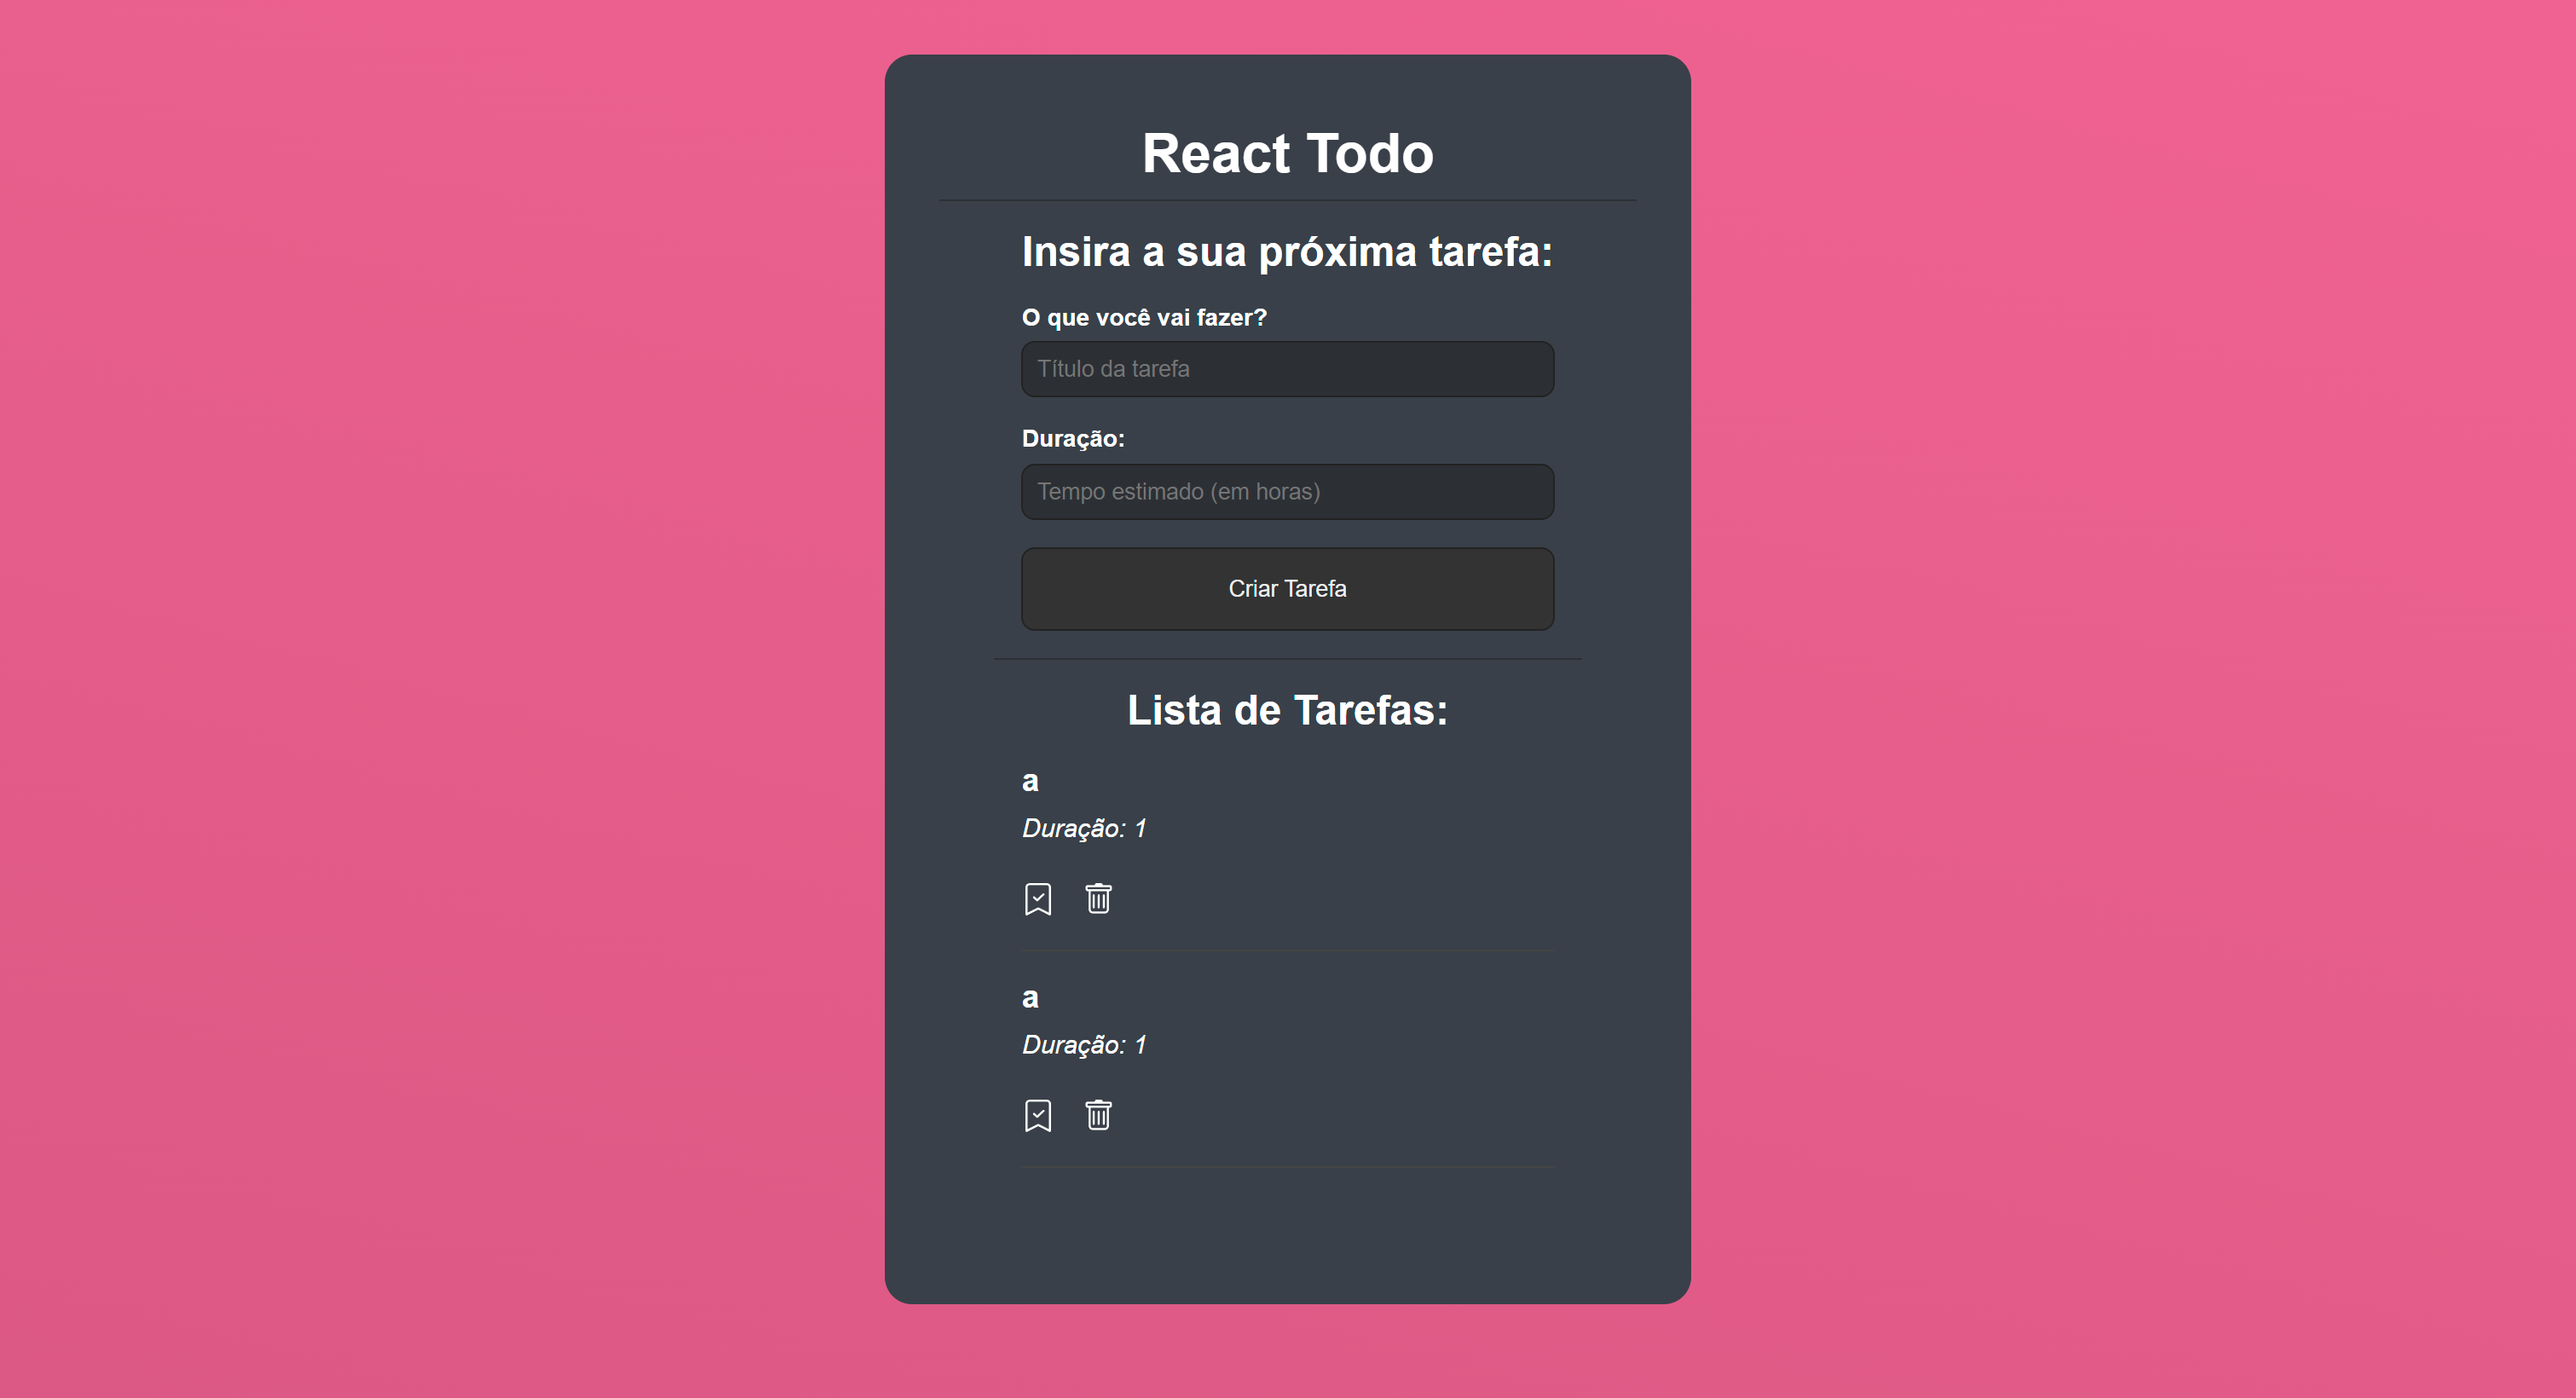 React Todo
Insira a sua próxima tarefa:
O que você vai fazer?
Título da tarefa
Duração:
Tempo estimado (em horas)
Criar Tarefa
Lista de Tarefas:
a
Duração: 1
a
Duração: 1